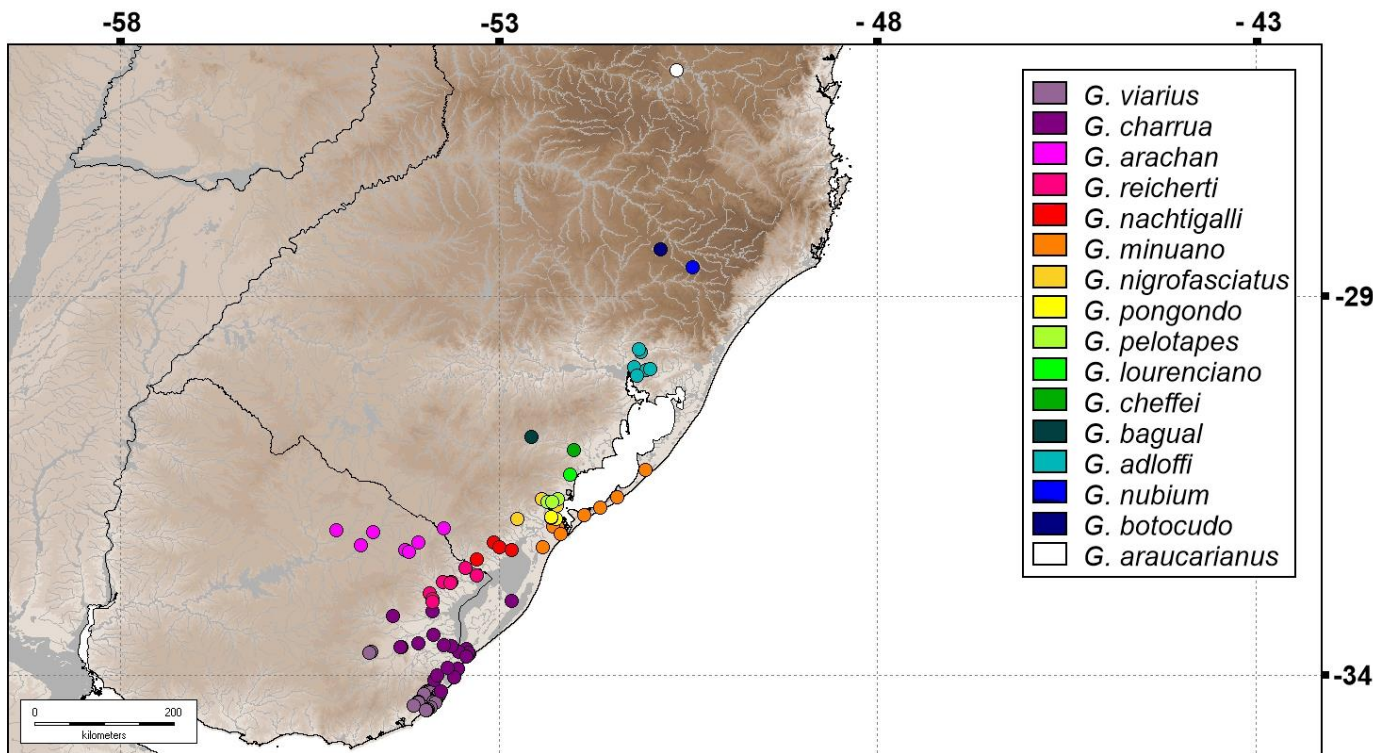 -58 -53 - 48 - 43
G. viarius
G. charrua
G. arachan
G. reicherti
G. nachtigalli
G. minuano
G. nigrofasciatus
G. pongondo
G. pelotapes
G. lourenciano
G. cheffei
G. bagual
G. adloffi
G. nubium
G. botocudo
G. araucarianus
-29
-34
0 200
kilometers